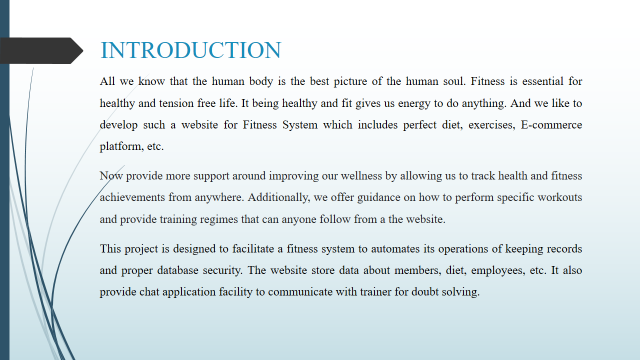 INTRODUCTION
All we know that the human body is the best picture of the human soul. Fitness is essential for
healthy and tension free life. It being healthy and fit gives us energy to do anything. And we like to
develop such a website for Fitness System which includes perfect diet, exercises, E-commerce
platform, etc.
Now provide more support around improving our wellness by allowing us to track health and fitness
achievements from anywhere. Additionally, we offer guidance on how to perform specific workouts
and provide training regimes that can anyone follow from a the website.
This project is designed to facilitate a fitness system to automates its operations of keeping records
and proper database security. The website store data about members, diet, employees, etc. It also
provide chat application facility to communicate with trainer for doubt solving.